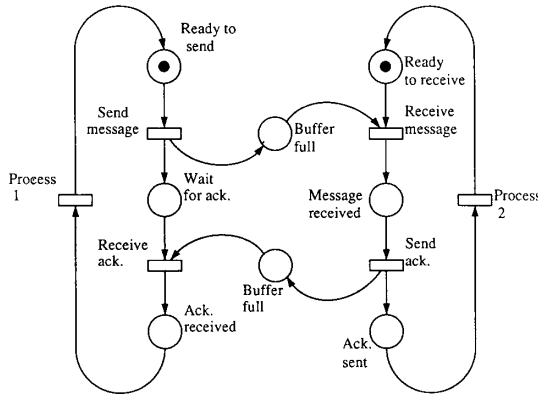 Ready to
send
Ready
to receive
Send
message
Buffer
full
Receive
message
Process
1
Wait
for ack.
Message
received
Process
2
Receive
ack.
Buffer
full
Send
ack.
Ack.
received
Ack.
sent